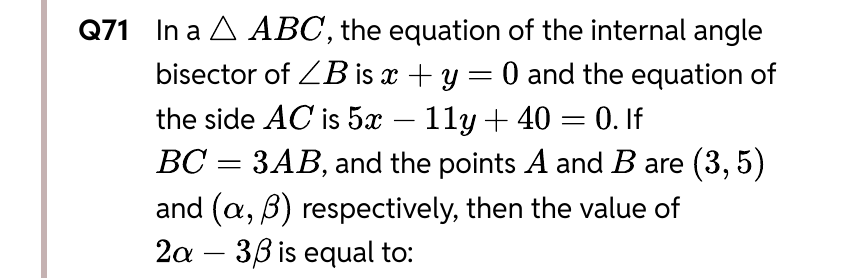 Q71 In a △ ABC, the equation of the internal angle
bisector of ∠B is x + y = 0 and the equation of
the side AC is 5x − 11y + 40 = 0. If
BC = 3AB, and the points A and B are (3, 5)
and (α, β) respectively, then the value of
2α − 3β is equal to: